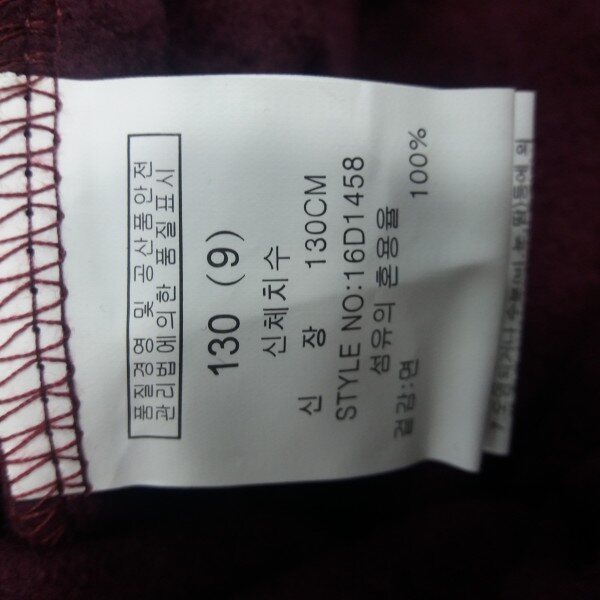 품질경영 및 공산품안전
관리법에 의한 품질표시
130 (9)
신체치수
신 장 130CM
STYLE NO:16D1458
섬유의 혼용율
겉감:면 100%